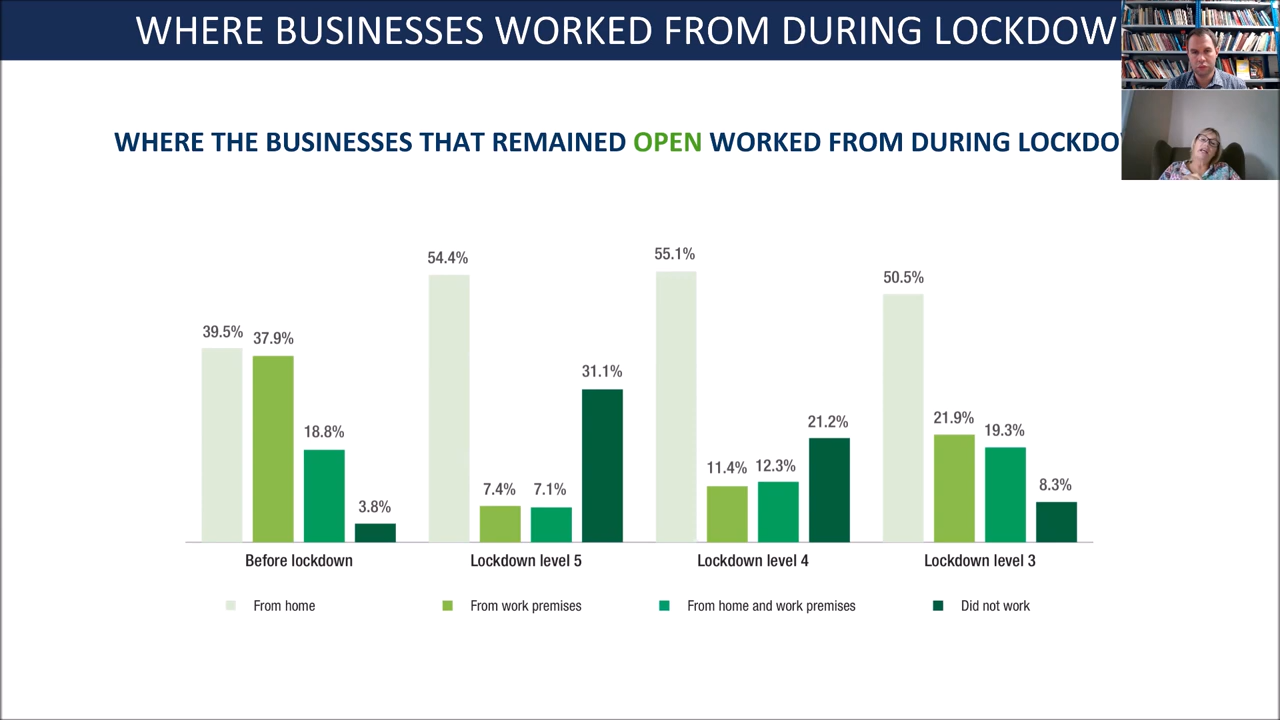 WHERE BUSINESSES WORKED FROM DURING LOCKDOW
WHERE THE BUSINESSES THAT REMAINED OPEN WORKED FROM DURING LOCKDO
39.5%
37.9%
18.8%
3.8%
54.4%
7.4%
7.1%
31.1%
55.1%
11.4%
12.3%
21.2%
50.5%
21.9%
19.3%
8.3%
Before lockdown
Lockdown level 5
Lockdown level 4
Lockdown level 3
From home
From work premises
From home and work premises
Did not work